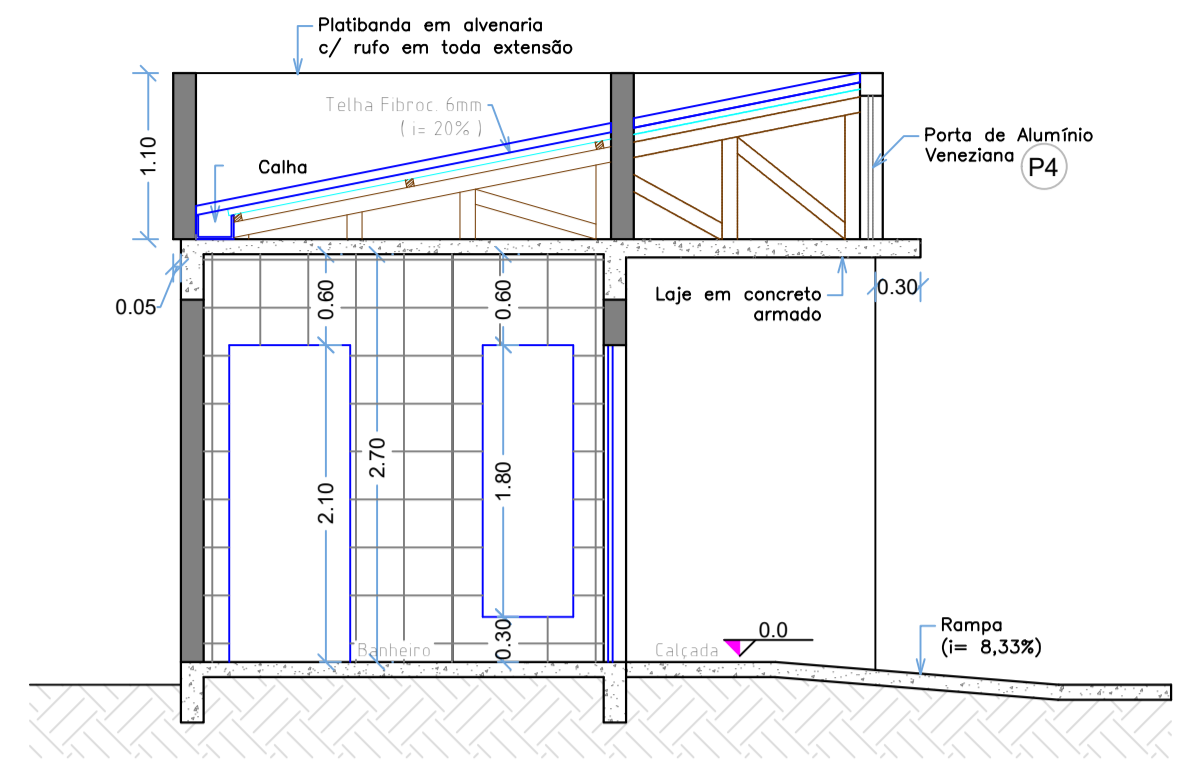 Platibanda em alvenaria
c/ rufo em toda extensão
Telha Fibroc. 6mm
( i= 20% )
Calha
1.10
Porta de Alumínio
Veneziana
P4
0.05
0.60
0.60
Laje em concreto
armado
0.30
2.70
2.10
1.80
0.30
Banheiro
Calçada
0.0
Rampa
(i= 8,33%)